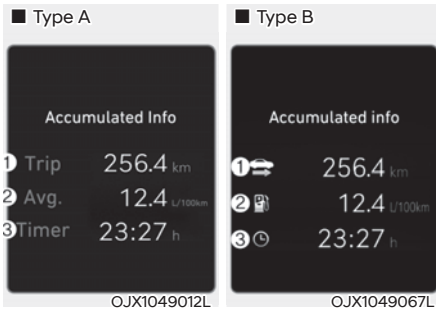 ■ Type A
Accumulated Info
1 Trip 256.4 km
2 Avg. 12.4 L/100km
3 Timer 23:27 h
OJX1049012L
■ Type B
Accumulated info
1 256.4 km
2 12.4 L/100km
3 23:27 h
OJX1049067L